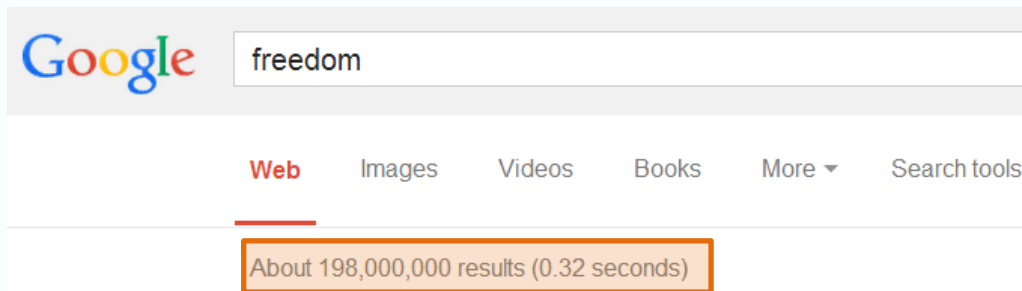 Google freedom
Web Images Videos Books More Search tools
About 198,000,000 results (0.32 seconds)